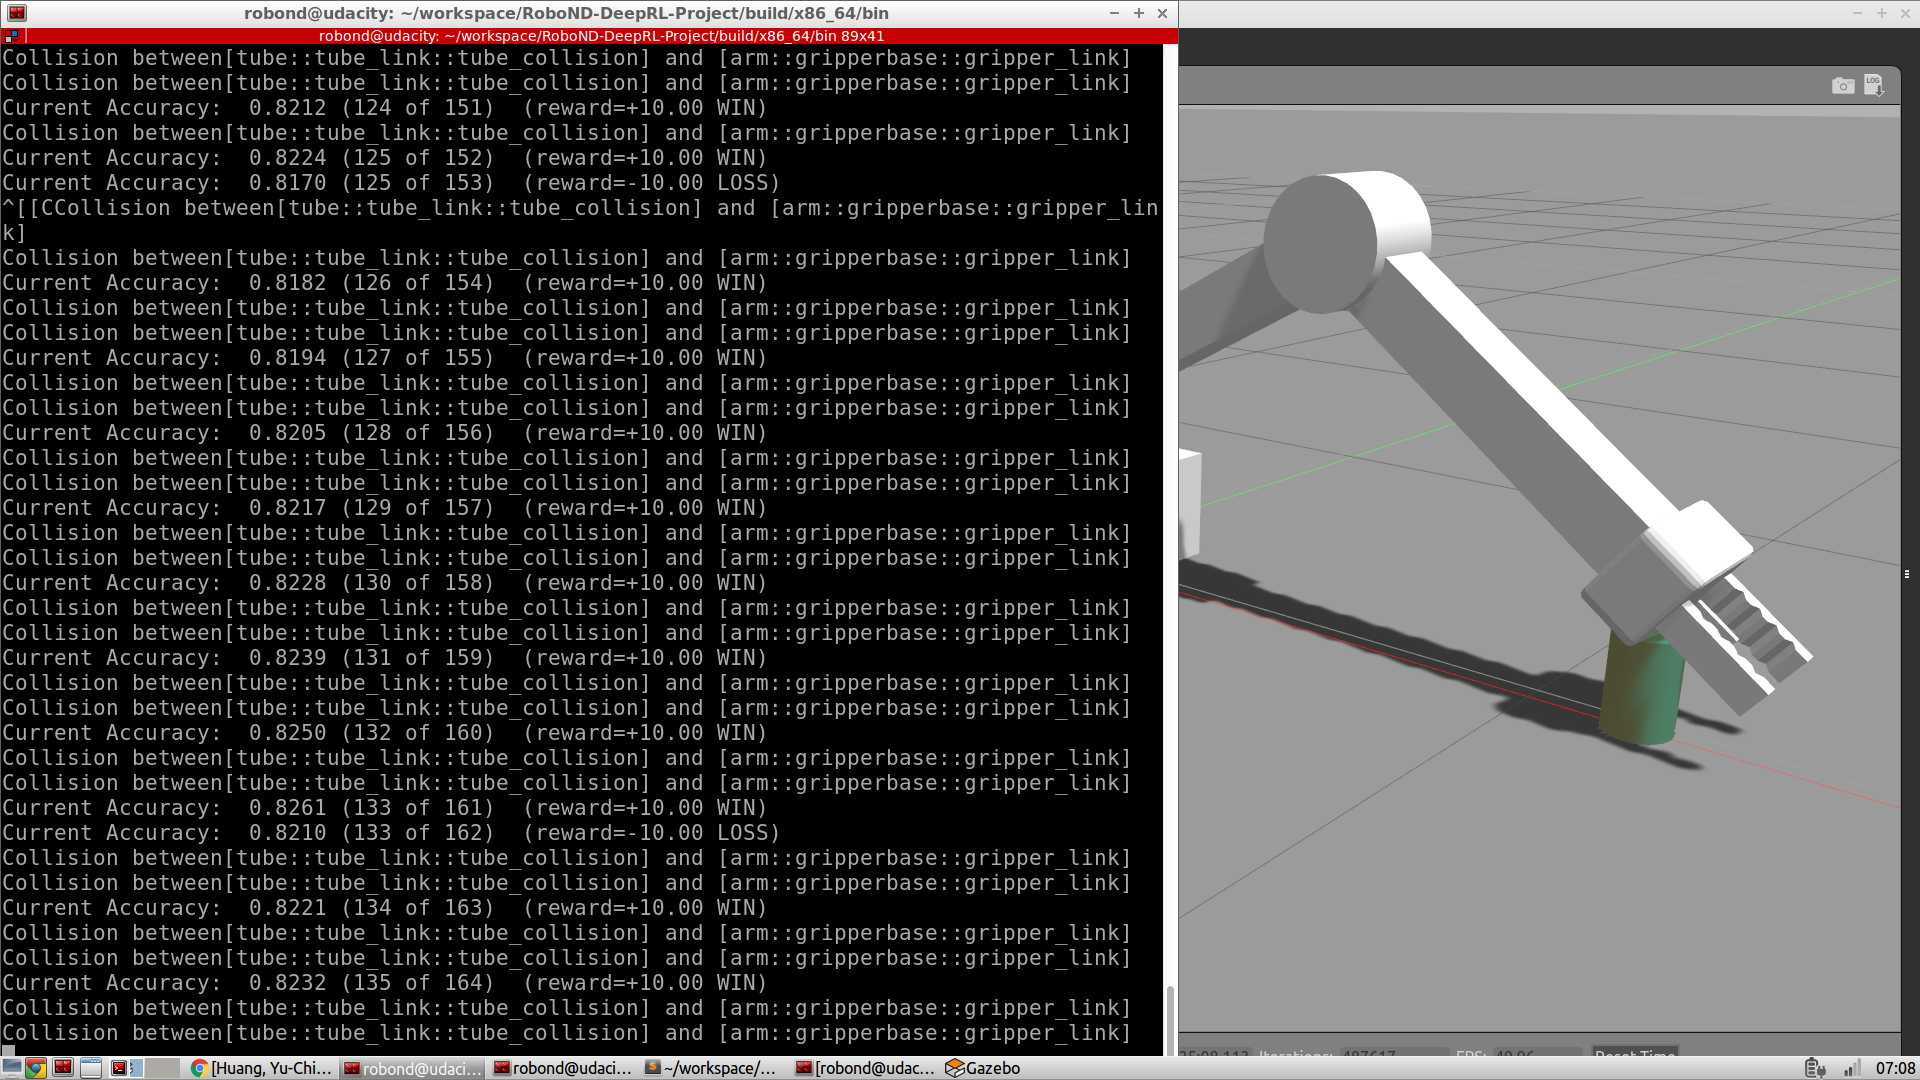 robond@udacity: ~/workspace/RoboND-DeepRL-Project/build/x86_64/bin
robond@udacity: ~/workspace/RoboND-DeepRL-Project/build/x86_64/bin 89x41
Collision between[tube::tube_link::tube_collision] and [arm::gripperbase::gripper_link]
Collision between[tube::tube_link::tube_collision] and [arm::gripperbase::gripper_link]
Current Accuracy:  0.8212 (124 of 151)  (reward=+10.00 WIN)
Collision between[tube::tube_link::tube_collision] and [arm::gripperbase::gripper_link]
Current Accuracy:  0.8224 (125 of 152)  (reward=+10.00 WIN)
Current Accuracy:  0.8170 (125 of 153)  (reward=-10.00 LOSS)
^[[CCollision between[tube::tube_link::tube_collision] and [arm::gripperbase::gripper_lin
k]
Collision between[tube::tube_link::tube_collision] and [arm::gripperbase::gripper_link]
Current Accuracy:  0.8182 (126 of 154)  (reward=+10.00 WIN)
Collision between[tube::tube_link::tube_collision] and [arm::gripperbase::gripper_link]
Collision between[tube::tube_link::tube_collision] and [arm::gripperbase::gripper_link]
Current Accuracy:  0.8194 (127 of 155)  (reward=+10.00 WIN)
Collision between[tube::tube_link::tube_collision] and [arm::gripperbase::gripper_link]
Collision between[tube::tube_link::tube_collision] and [arm::gripperbase::gripper_link]
Current Accuracy:  0.8205 (128 of 156)  (reward=+10.00 WIN)
Collision between[tube::tube_link::tube_collision] and [arm::gripperbase::gripper_link]
Collision between[tube::tube_link::tube_collision] and [arm::gripperbase::gripper_link]
Current Accuracy:  0.8217 (129 of 157)  (reward=+10.00 WIN)
Collision between[tube::tube_link::tube_collision] and [arm::gripperbase::gripper_link]
Collision between[tube::tube_link::tube_collision] and [arm::gripperbase::gripper_link]
Current Accuracy:  0.8228 (130 of 158)  (reward=+10.00 WIN)
Collision between[tube::tube_link::tube_collision] and [arm::gripperbase::gripper_link]
Collision between[tube::tube_link::tube_collision] and [arm::gripperbase::gripper_link]
Current Accuracy:  0.8239 (131 of 159)  (reward=+10.00 WIN)
Collision between[tube::tube_link::tube_collision] and [arm::gripperbase::gripper_link]
Collision between[tube::tube_link::tube_collision] and [arm::gripperbase::gripper_link]
Current Accuracy:  0.8250 (132 of 160)  (reward=+10.00 WIN)
Collision between[tube::tube_link::tube_collision] and [arm::gripperbase::gripper_link]
Collision between[tube::tube_link::tube_collision] and [arm::gripperbase::gripper_link]
Current Accuracy:  0.8261 (133 of 161)  (reward=+10.00 WIN)
Current Accuracy:  0.8210 (133 of 162)  (reward=-10.00 LOSS)
Collision between[tube::tube_link::tube_collision] and [arm::gripperbase::gripper_link]
Collision between[tube::tube_link::tube_collision] and [arm::gripperbase::gripper_link]
Current Accuracy:  0.8221 (134 of 163)  (reward=+10.00 WIN)
Collision between[tube::tube_link::tube_collision] and [arm::gripperbase::gripper_link]
Collision between[tube::tube_link::tube_collision] and [arm::gripperbase::gripper_link]
Current Accuracy:  0.8232 (135 of 164)  (reward=+10.00 WIN)
Collision between[tube::tube_link::tube_collision] and [arm::gripperbase::gripper_link]
Collision between[tube::tube_link::tube_collision] and [arm::gripperbase::gripper_link]
LOG
Iterations: FPS: Reset Time
[Huang, Yu-Chi... robond@udaci... robond@udaci... ~/workspace/... [robond@udac... Gazebo 07:08